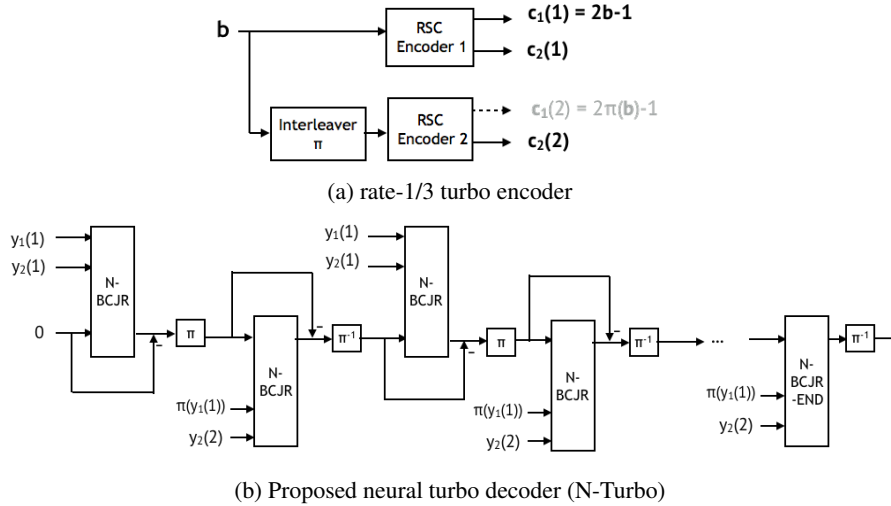 b
RSC
Encoder 1
c₁(1) = 2b-1
c₂(1)
Interleaver
π
RSC
Encoder 2
c₁(2) = 2π(b)-1
c₂(2)
(a) rate-1/3 turbo encoder
y₁(1)
y₂(1)
0
N-
BCJR
-
π
N-
BCJR
π(y₁(1))
y₂(2)
-
π⁻¹
y₁(1)
y₂(1)
N-
BCJR
-
π
N-
BCJR
π(y₁(1))
y₂(2)
-
π⁻¹
...
N-
BCJR
-END
π(y₁(1))
y₂(2)
π⁻¹
(b) Proposed neural turbo decoder (N-Turbo)